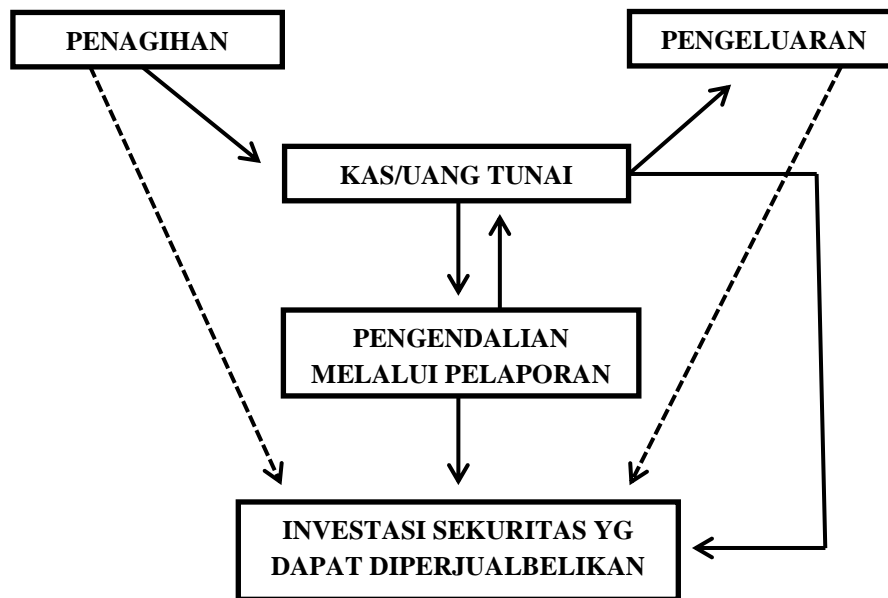 PENAGIHAN
PENGELUARAN
KAS/UANG TUNAI
PENGENDALIAN
MELALUI PELAPORAN
INVESTASI SEKURITAS YG
DAPAT DIPERJUALBELIKAN